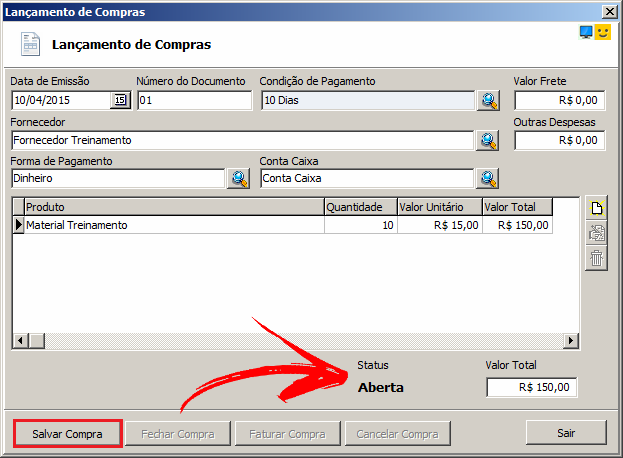 Lançamento de Compras
Lançamento de Compras
Data de Emissão Número do Documento Condição de Pagamento Valor Frete
10/04/2015 15 01 10 Dias R$ 0,00
Fornecedor Outras Despesas
Fornecedor Treinamento R$ 0,00
Forma de Pagamento Conta Caixa
Dinheiro Conta Caixa
Produto Quantidade Valor Unitário Valor Total
Material Treinamento 10 R$ 15,00 R$ 150,00
Status Valor Total
Aberta R$ 150,00
Salvar Compra Fechar Compra Faturar Compra Cancelar Compra Sair